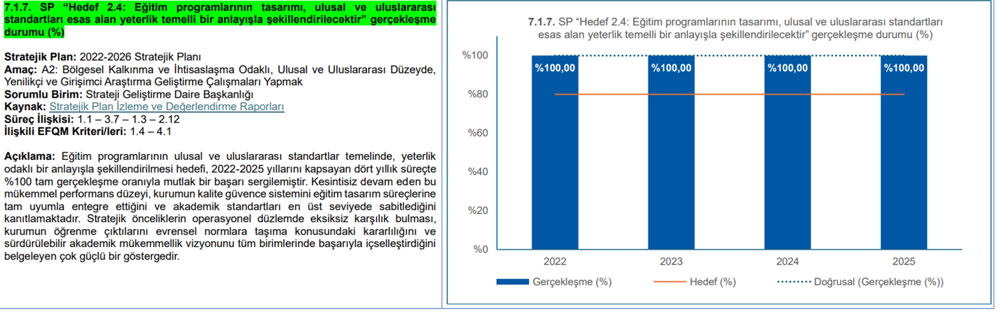 7.1.7. SP “Hedef 2.4: Eğitim programlarının tasarımı, ulusal ve uluslararası
standartları esas alan yeterlik temelli bir anlayışla şekillendirilecektir” gerçekleşme
durumu (%)
Stratejik Plan: 2022-2026 Stratejik Planı
Amaç: A2: Bölgesel Kalkınma ve İhtisaslaşma Odaklı, Ulusal ve Uluslararası Düzeyde,
Yenilikçi ve Girişimci Araştırma Geliştirme Çalışmaları Yapmak
Sorumlu Birim: Strateji Geliştirme Daire Başkanlığı
Kaynak: Stratejik Plan İzleme ve Değerlendirme Raporları
Süreç İlişkisi: 1.1 – 3.7 – 1.3 – 2.12
İlişkili EFQM Kriteri/leri: 1.4 – 4.1
Açıklama: Eğitim programlarının ulusal ve uluslararası standartlar temelinde, yeterlik
odaklı bir anlayışla şekillendirilmesi hedefi, 2022-2025 yıllarını kapsayan dört yıllık süreçte
%100 tam gerçekleşme oranıyla mutlak bir başarı sergilemiştir. Kesintisiz devam eden bu
mükemmel performans düzeyi, kurumun kalite güvence sistemini eğitim tasarım süreçlerine
tam uyumla entegre ettiğini ve akademik standartları en üst seviyede sabitlediğini
kanıtlamaktadır. Stratejik önceliklerin operasyonel düzlemde eksiksiz karşılık bulması,
kurumun öğrenme çıktılarını evrensel normlara taşıma konusundaki kararlılığını ve
sürdürülebilir akademik mükemmellik vizyonunu tüm birimlerinde başarıyla içselleştirdiğini
belgeleyen çok güçlü bir göstergedir.
7.1.7. SP “Hedef 2.4: Eğitim programlarının tasarımı, ulusal ve uluslararası standartları
esas alan yeterlik temelli bir anlayışla şekillendirilecektir” gerçekleşme durumu (%)
%100
%80
%60
%40
%20
%0
%100,00 %100,00 %100,00 %100,00
2022 2023 2024 2025
Gerçekleşme (%) Hedef (%) Doğrusal (Gerçekleşme (%))